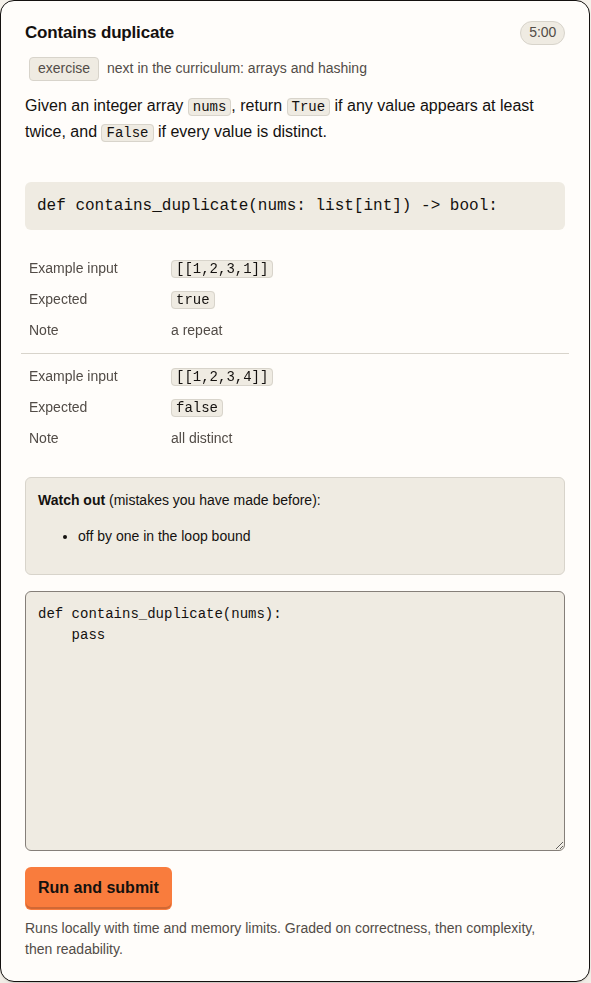 Contains duplicate
5:00
exercise next in the curriculum: arrays and hashing
Given an integer array nums, return True if any value appears at least
twice, and False if every value is distinct.
def contains_duplicate(nums: list[int]) -> bool:
Example input [[1,2,3,1]]
Expected true
Note a repeat
Example input [[1,2,3,4]]
Expected false
Note all distinct
Watch out (mistakes you have made before):
• off by one in the loop bound
def contains_duplicate(nums):
    pass
Run and submit
Runs locally with time and memory limits. Graded on correctness, then complexity,
then readability.